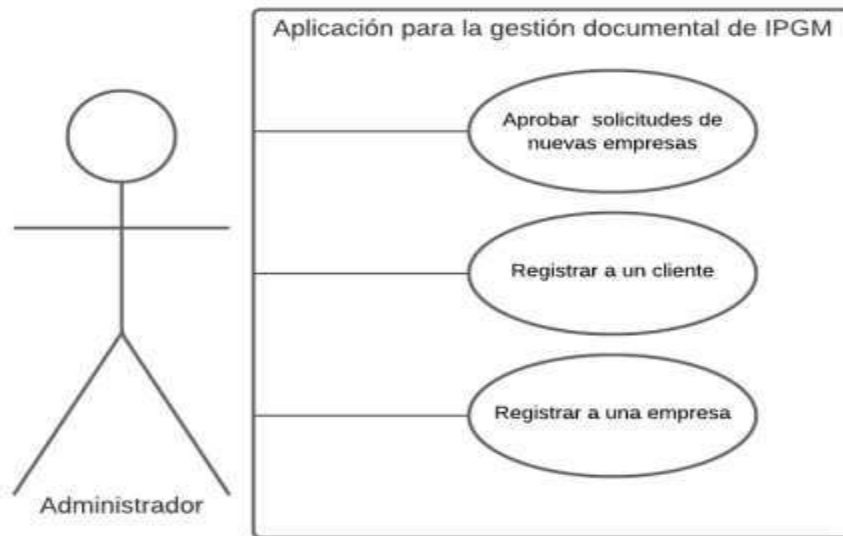 Aplicación para la gestión documental de IPGM
Aprobar solicitudes de
nuevas empresas
Registrar a un cliente
Registrar a una empresa
Administrador